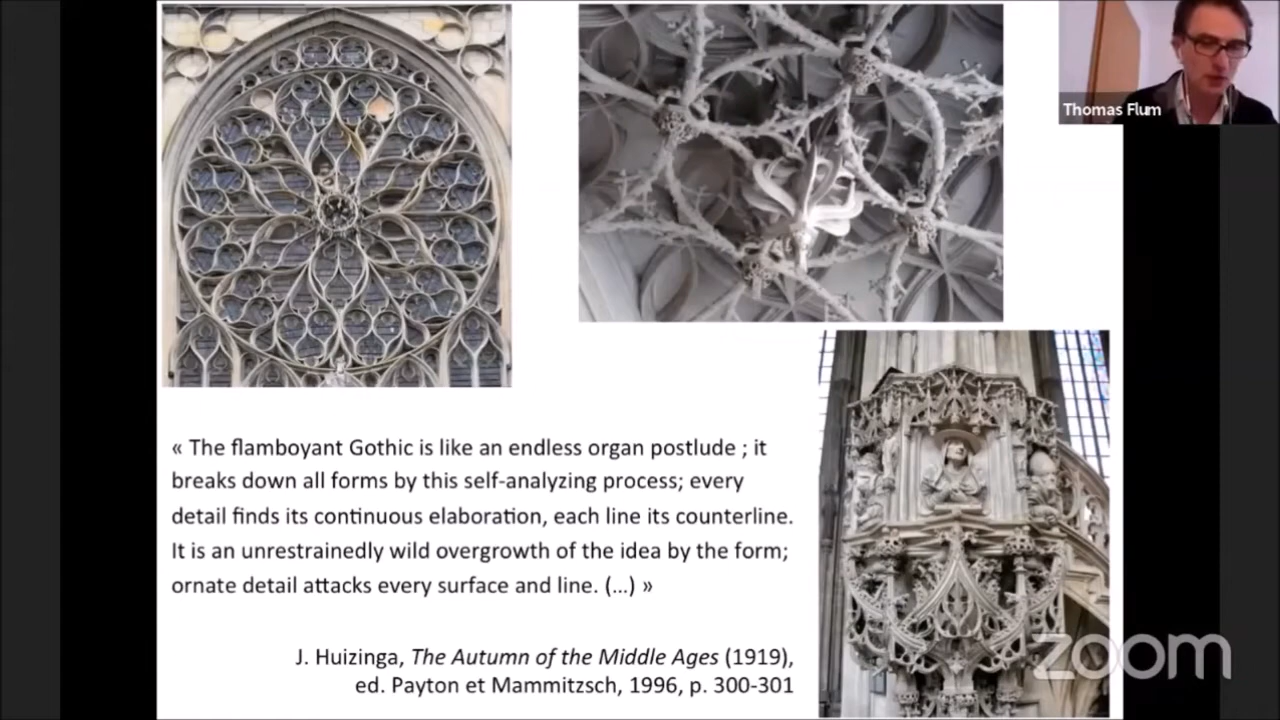 Thomas Flum
« The flamboyant Gothic is like an endless organ postlude ; it
breaks down all forms by this self-analyzing process; every
detail finds its continuous elaboration, each line its counterline.
It is an unrestrainedly wild overgrowth of the idea by the form;
ornate detail attacks every surface and line. (...) »
J. Huizinga, The Autumn of the Middle Ages (1919),
ed. Payton et Mammitzsch, 1996, p. 300-301
zoom